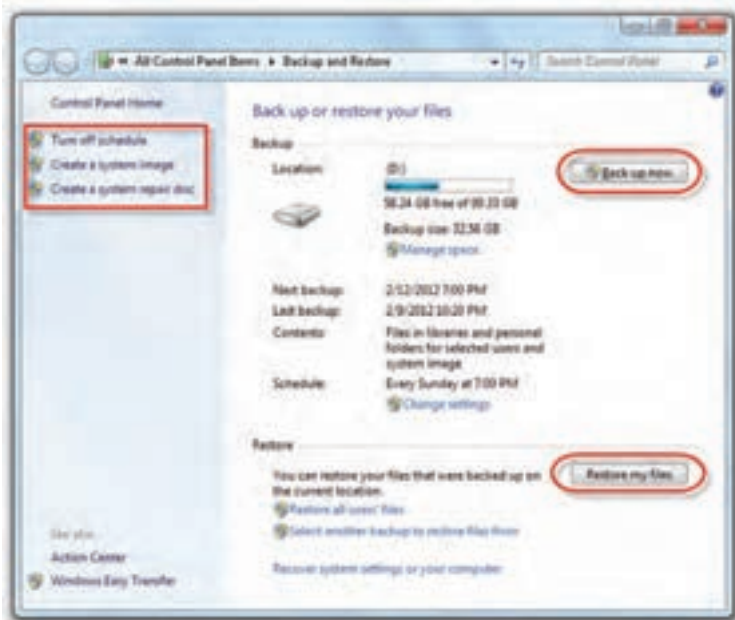 All Control Panel Items ▸ Backup and Restore
Search Control Panel
Control Panel Home
Turn off schedule
Create a system image
Create a system repair disc
Back up or restore your files
Backup
Location: (D:)
Back up now
GB free of GB
Backup size: 32.56 GB
Manage space
Next backup: 2/12/2012 7:00 PM
Last backup: 2/9/2012 10:20 PM
Contents: Files in libraries and personal
folders for selected users and
system image
Schedule: Every Sunday at 7:00 PM
Change settings
Restore
You can restore your files that were backed up on
the current location.
Restore my files
Restore all users' files
Select another backup to restore files from
Recover system settings or your computer
See also
Action Center
Windows Easy Transfer